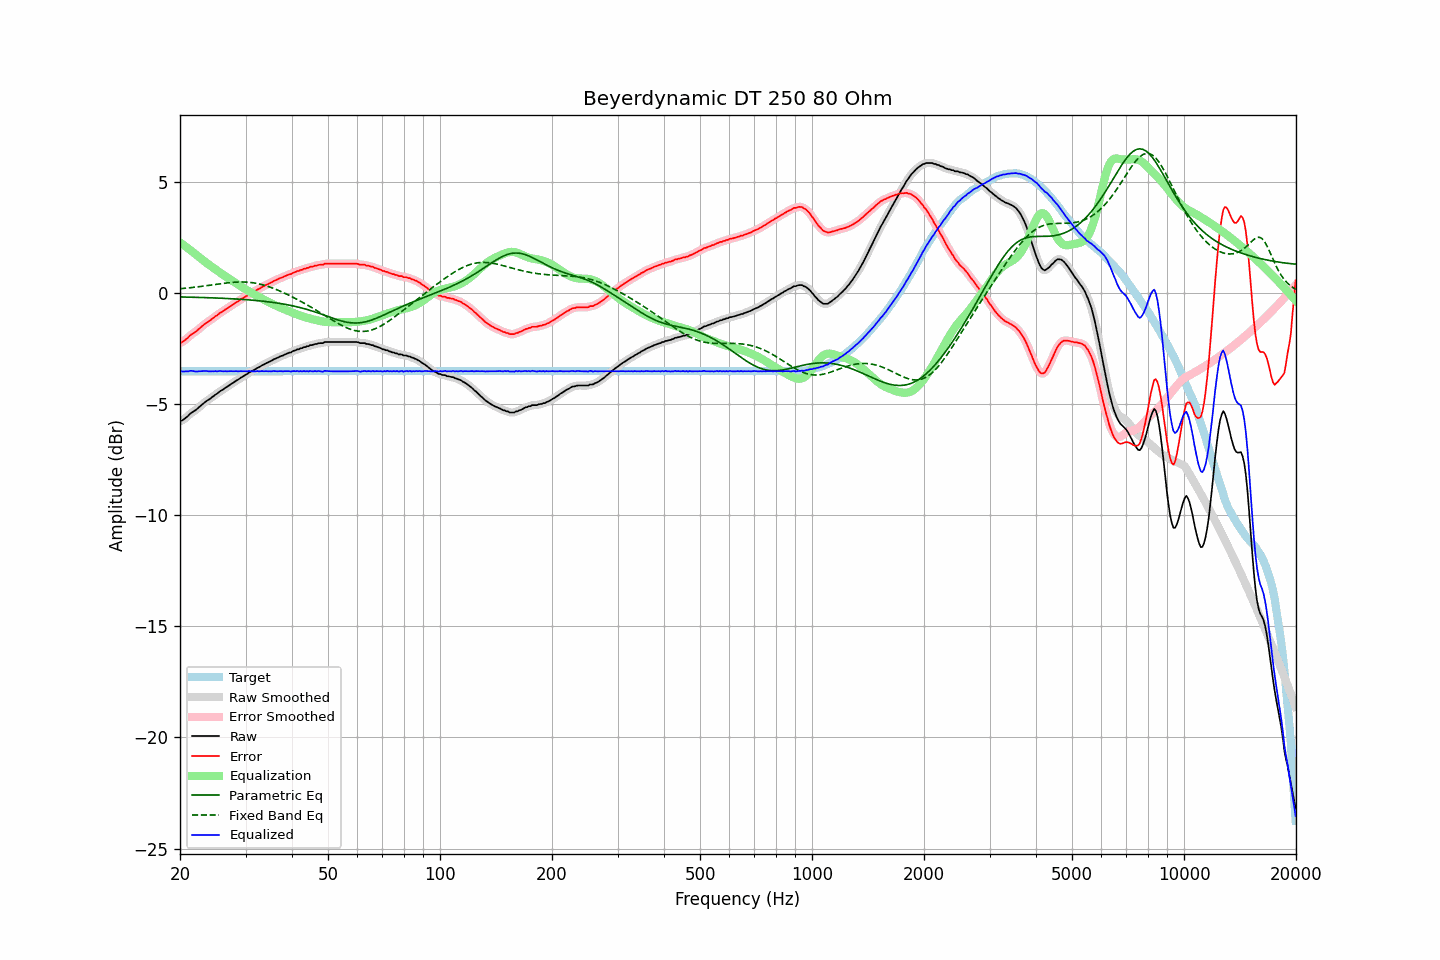 Beyerdynamic DT 250 80 Ohm
Amplitude (dBr)
5
0
−5
−10
−15
−20
−25
Target
Raw Smoothed
Error Smoothed
Raw
Error
Equalization
Parametric Eq
Fixed Band Eq
Equalized
20 50 100 200 500 1000 2000 5000 10000 20000
Frequency (Hz)